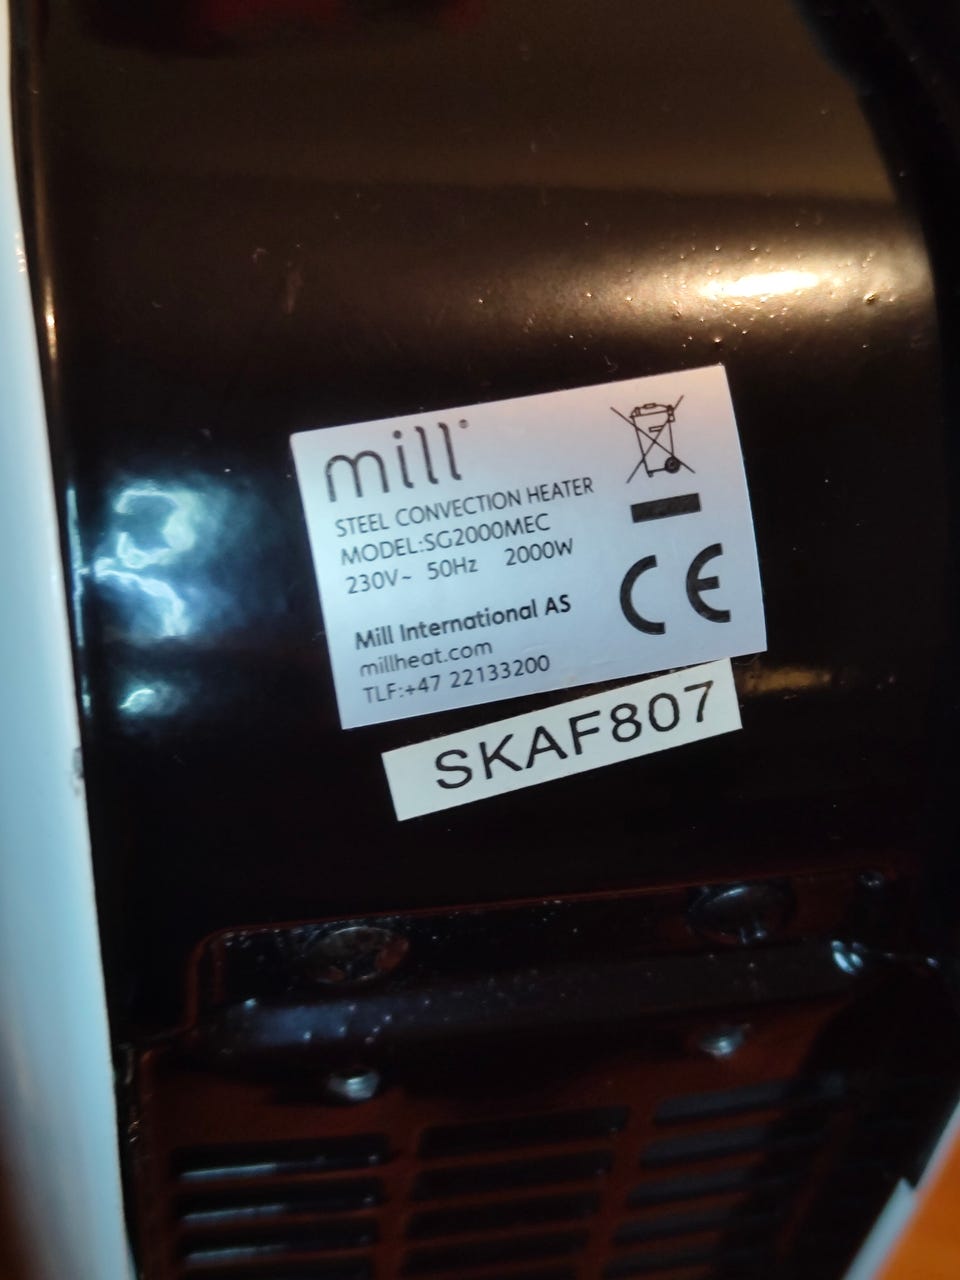 mill
STEEL CONVECTION HEATER
MODEL:SG2000MEC
230V~ 50Hz 2000W
Mill International AS
millheat.com
TLF:+47 22133200
CE
SKAF807